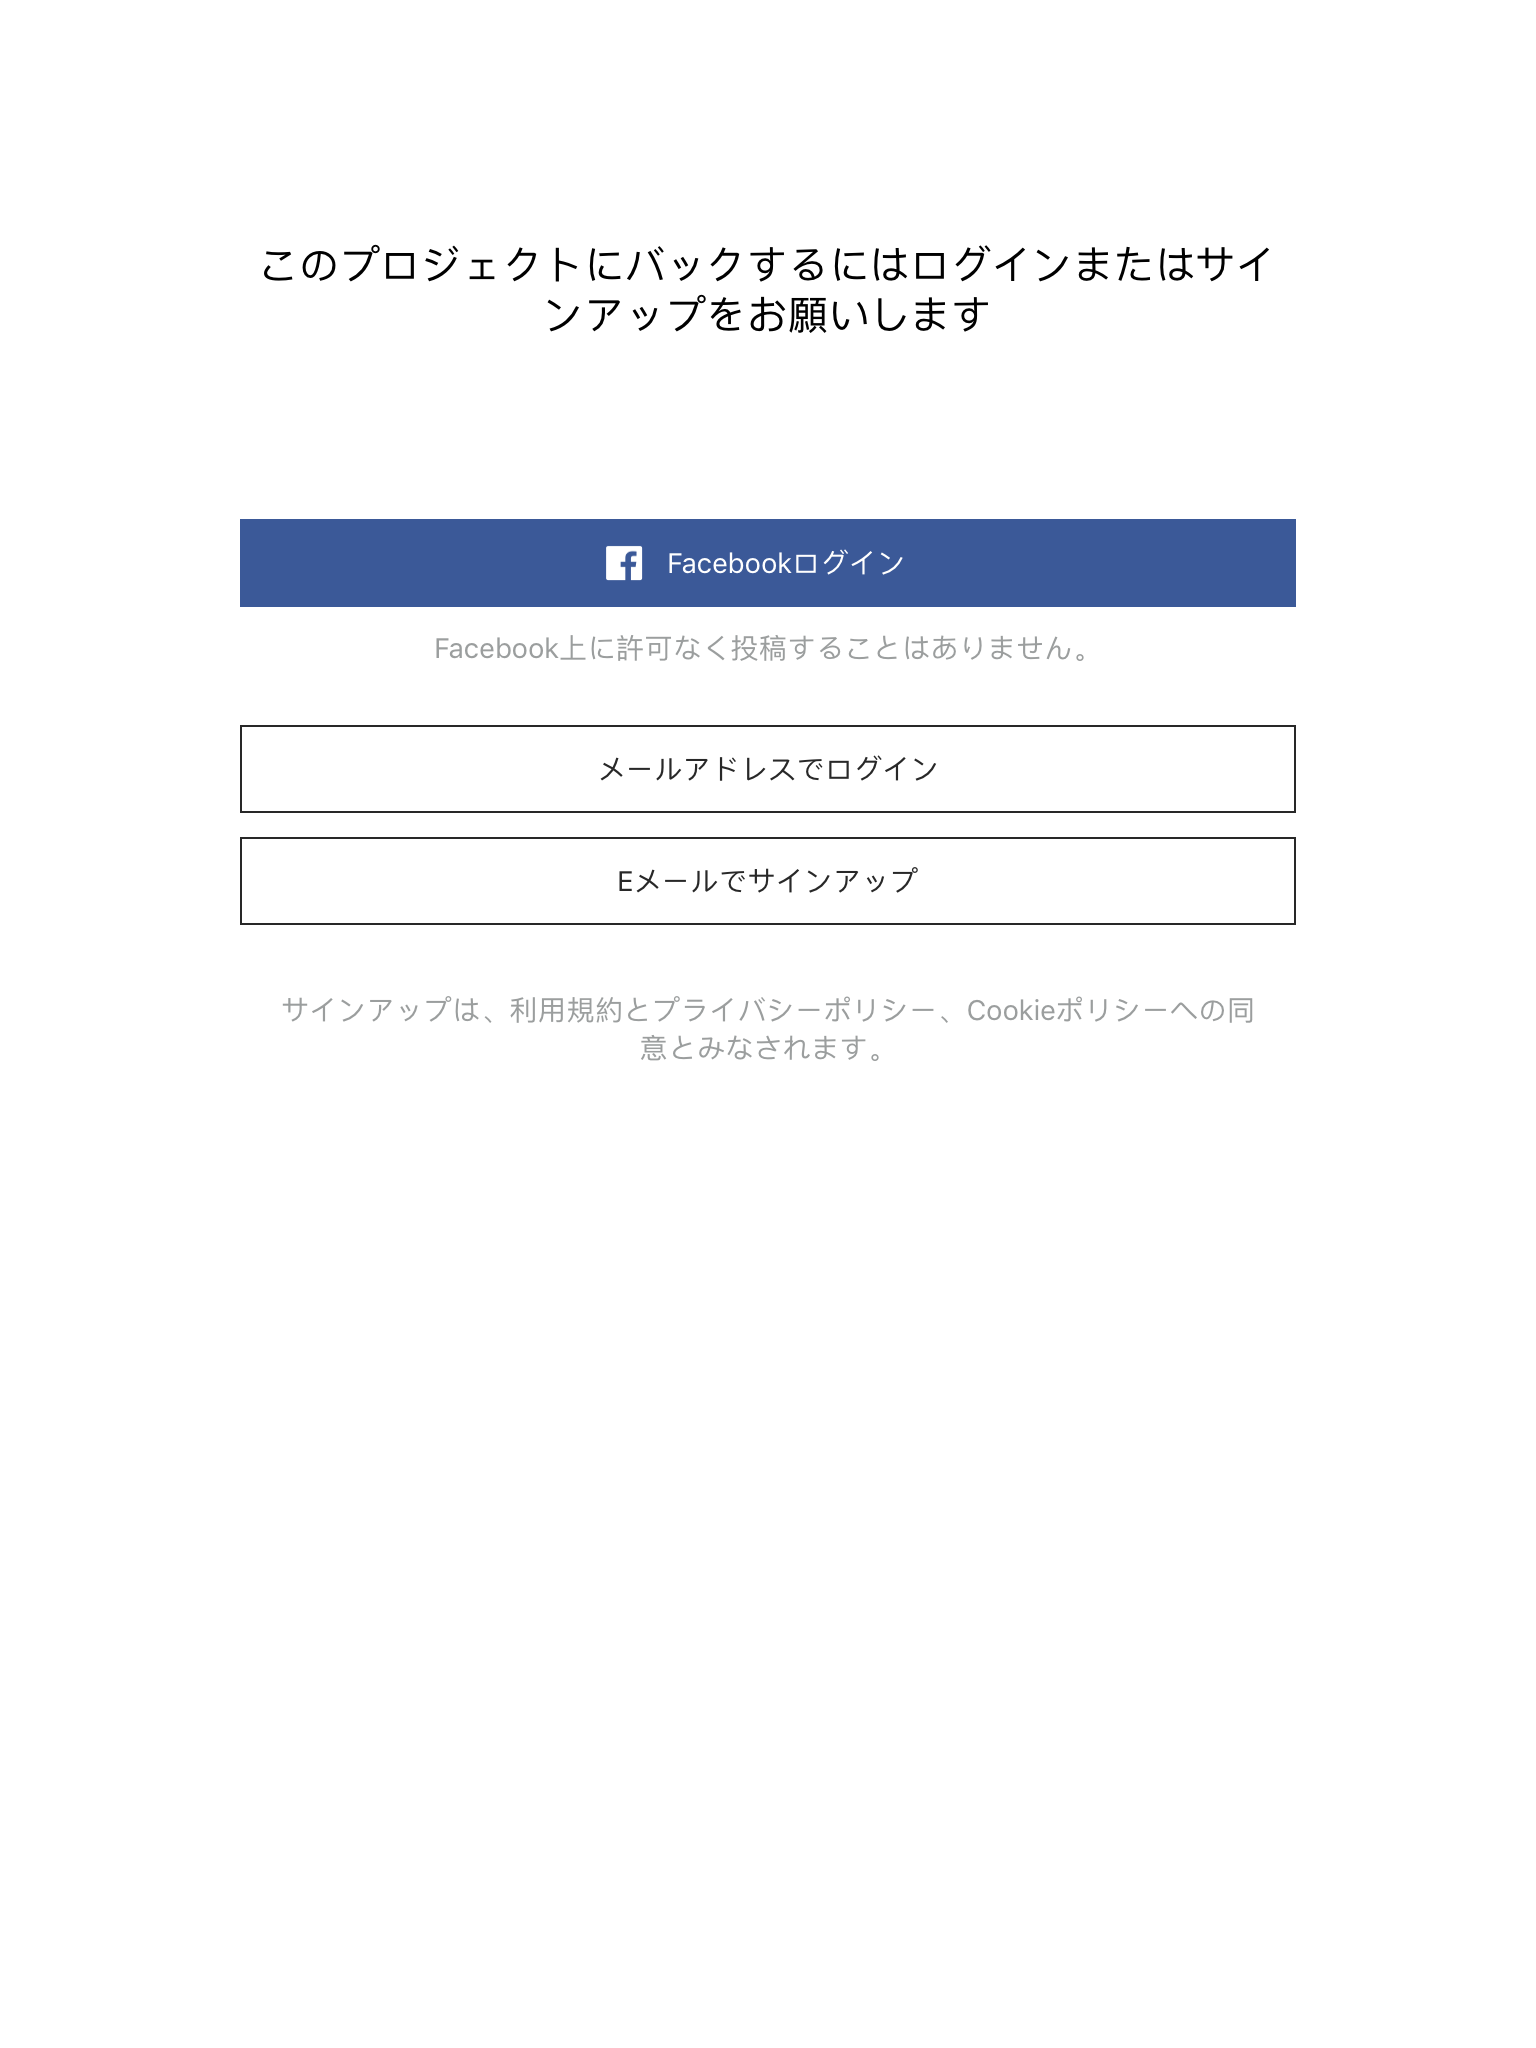 このプロジェクトにバックするにはログインまたはサイ
ンアップをお願いします
Facebookログイン
Facebook上に許可なく投稿することはありません。
メールアドレスでログイン
Eメールでサインアップ
サインアップは、利用規約とプライバシーポリシー、Cookieポリシーへの同
意とみなされます。